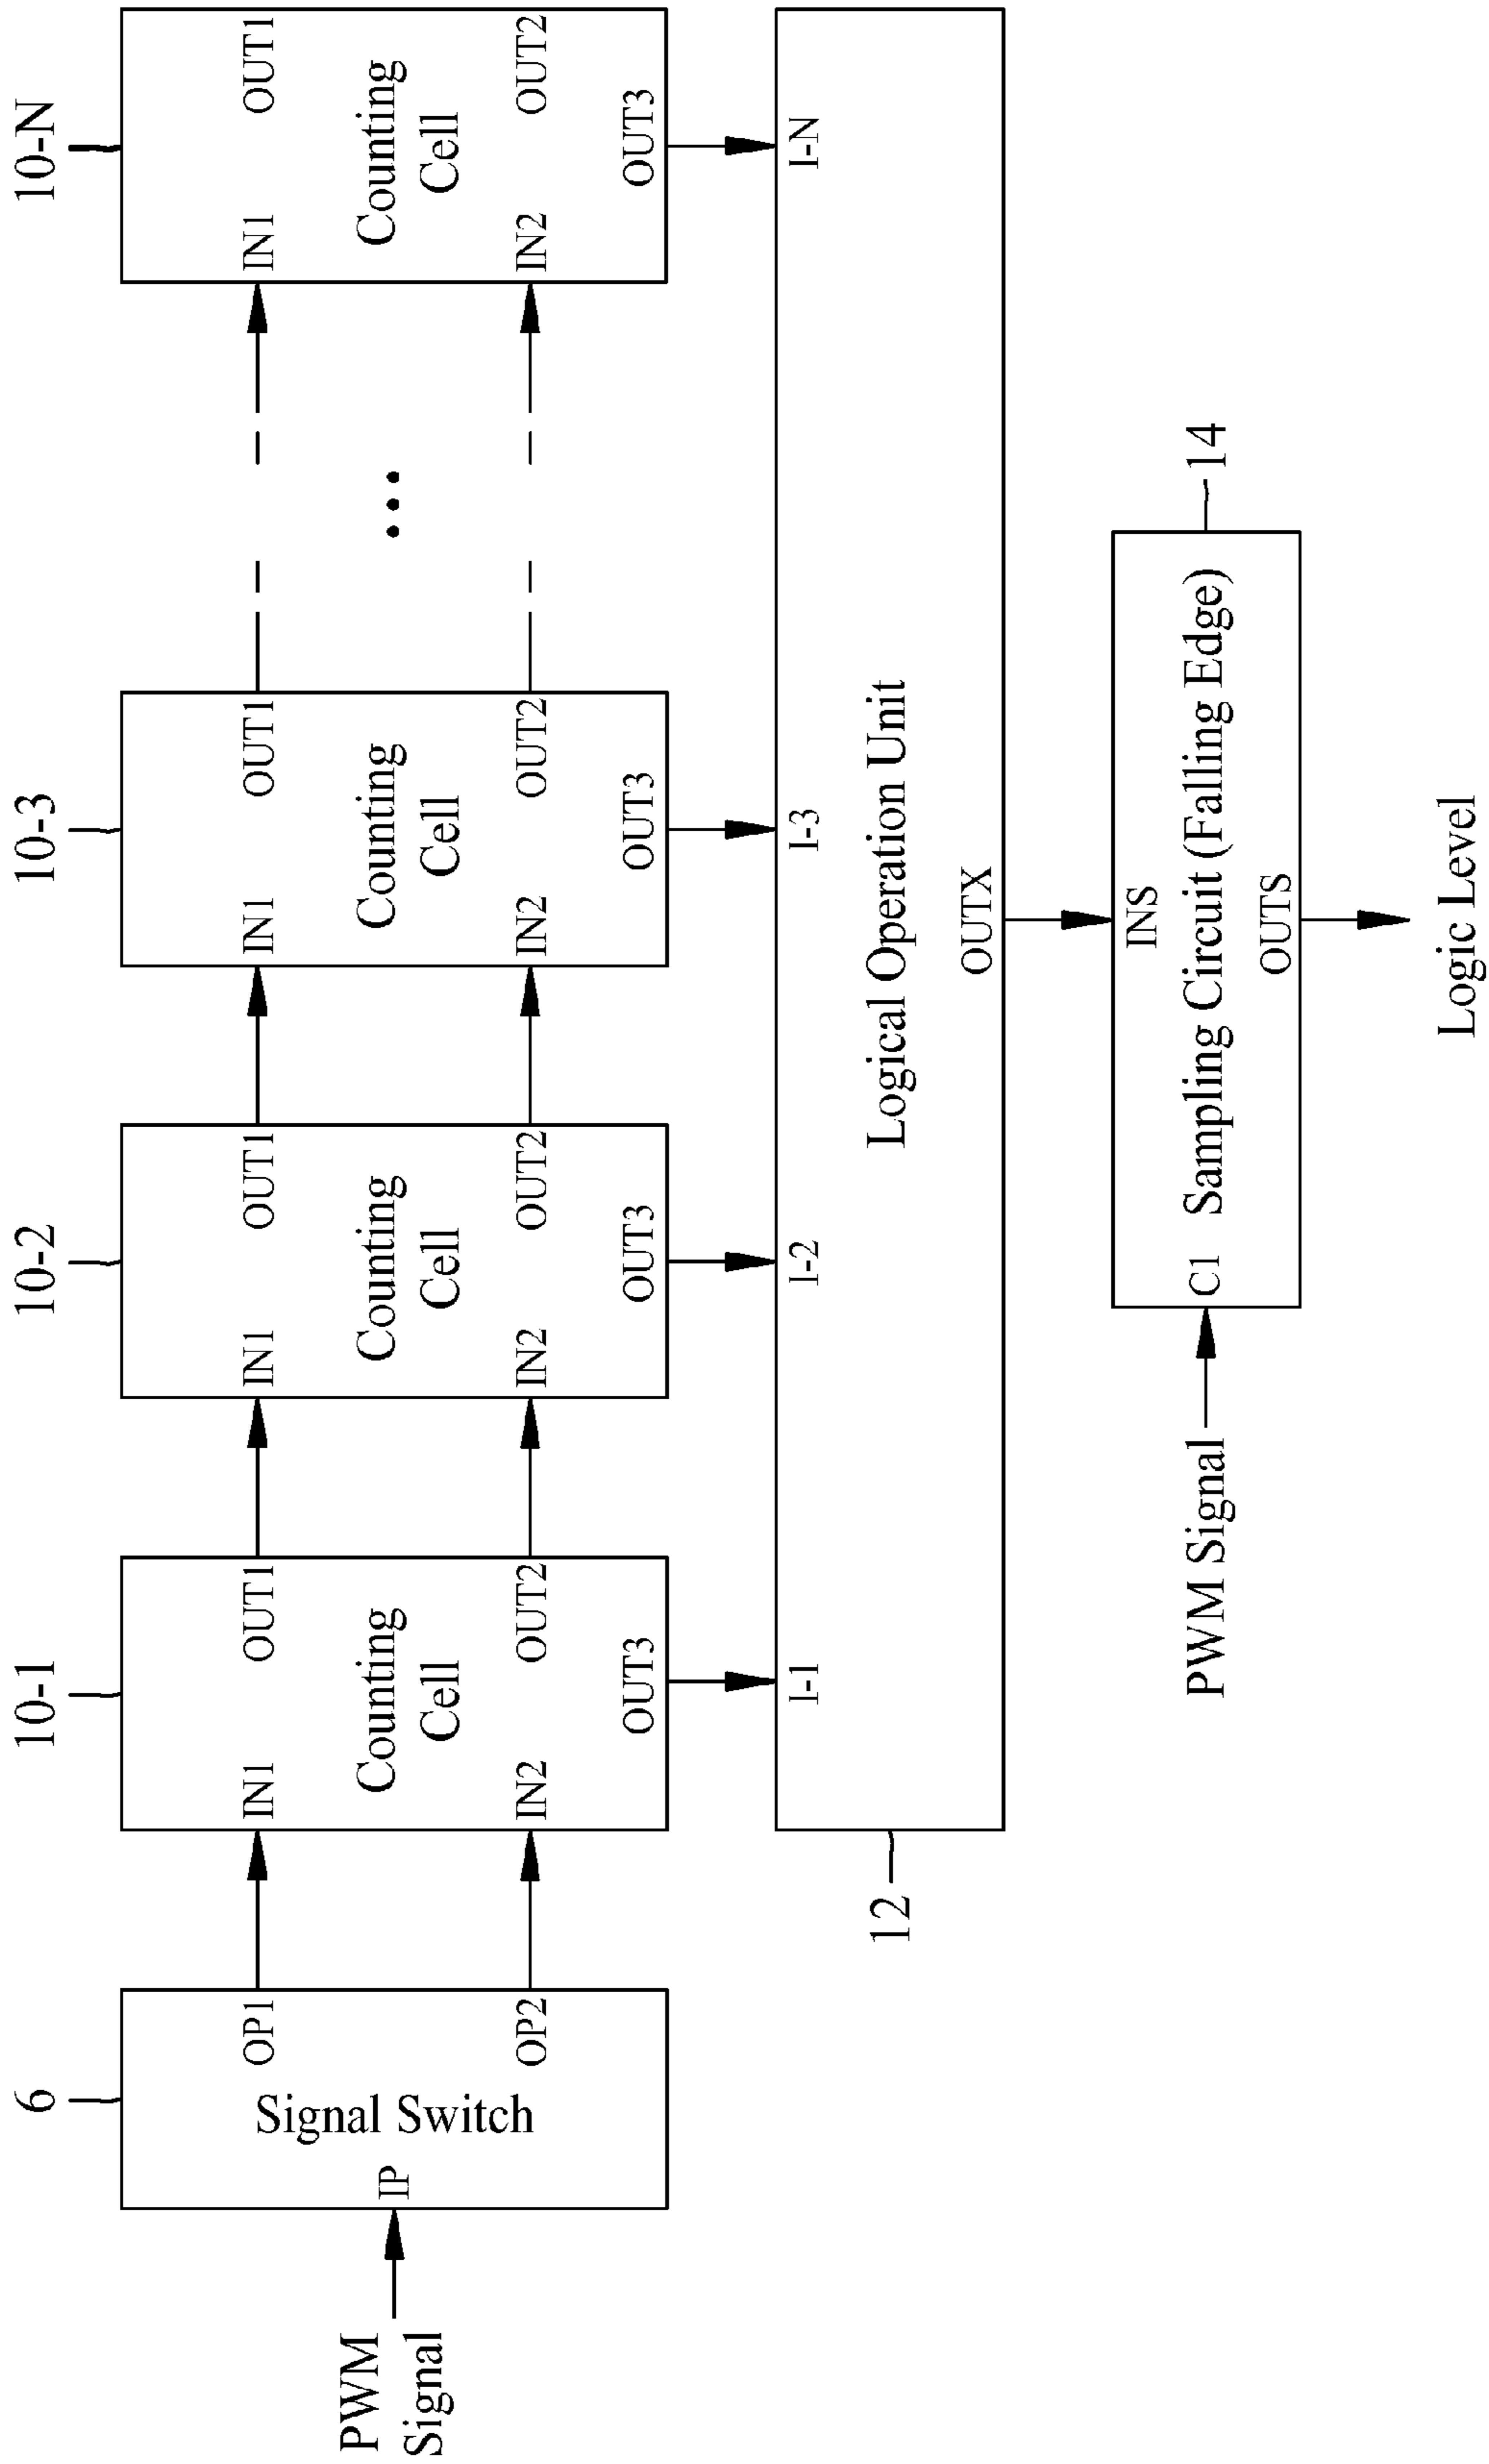 6
10-1
10-2
10-3
10-N
PWM
Signal
IP
Signal Switch
OP1
OP2
IN1
OUT1
Counting
Cell
IN2
OUT2
OUT3
IN1
OUT1
Counting
Cell
IN2
OUT2
OUT3
IN1
OUT1
Counting
Cell
IN2
OUT2
OUT3
...
IN1
OUT1
Counting
Cell
IN2
OUT2
OUT3
I-1
I-2
I-3
I-N
12
Logical Operation Unit
OUTX
PWM Signal
INS
C1 Sampling Circuit (Falling Edge)
OUTS
14
Logic Level